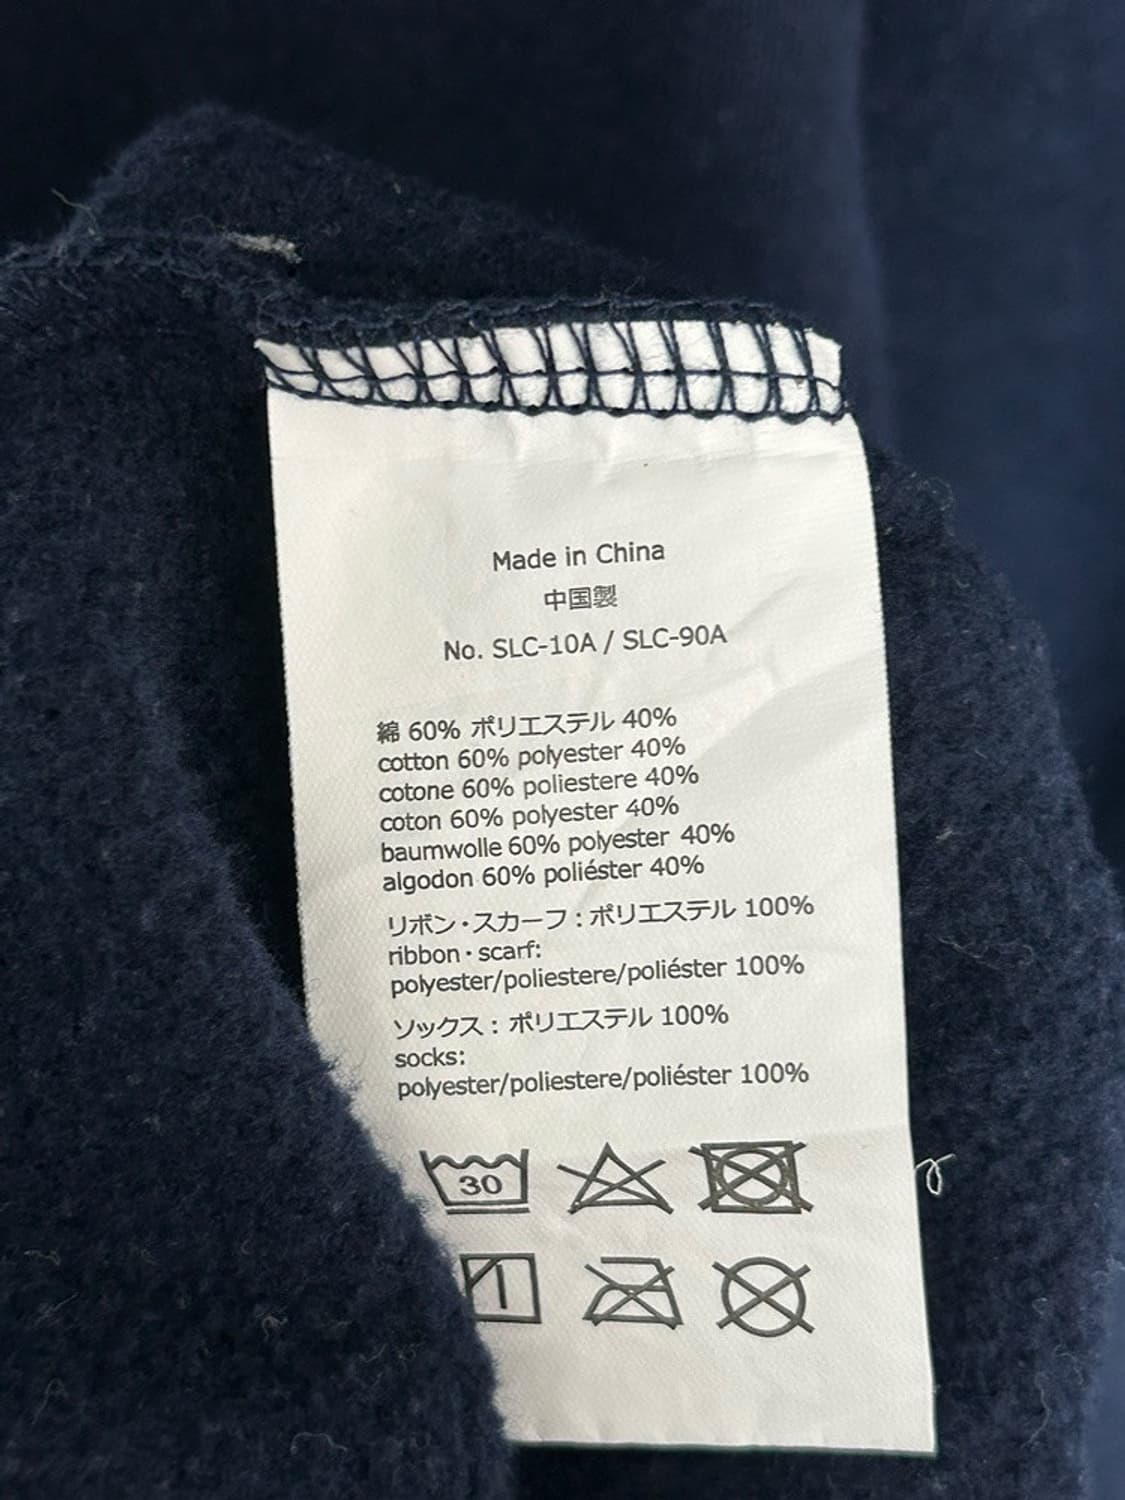 Made in China
中国製
No. SLC-10A / SLC-90A
綿 60% ポリエステル 40%
cotton 60% polyester 40%
cotone 60% poliestere 40%
coton 60% polyester 40%
baumwolle 60% polyester 40%
algodon 60% poliéster 40%
リボン・スカーフ : ポリエステル 100%
ribbon・scarf:
polyester/poliestere/poliéster 100%
ソックス : ポリエステル 100%
socks:
polyester/poliestere/poliéster 100%
30